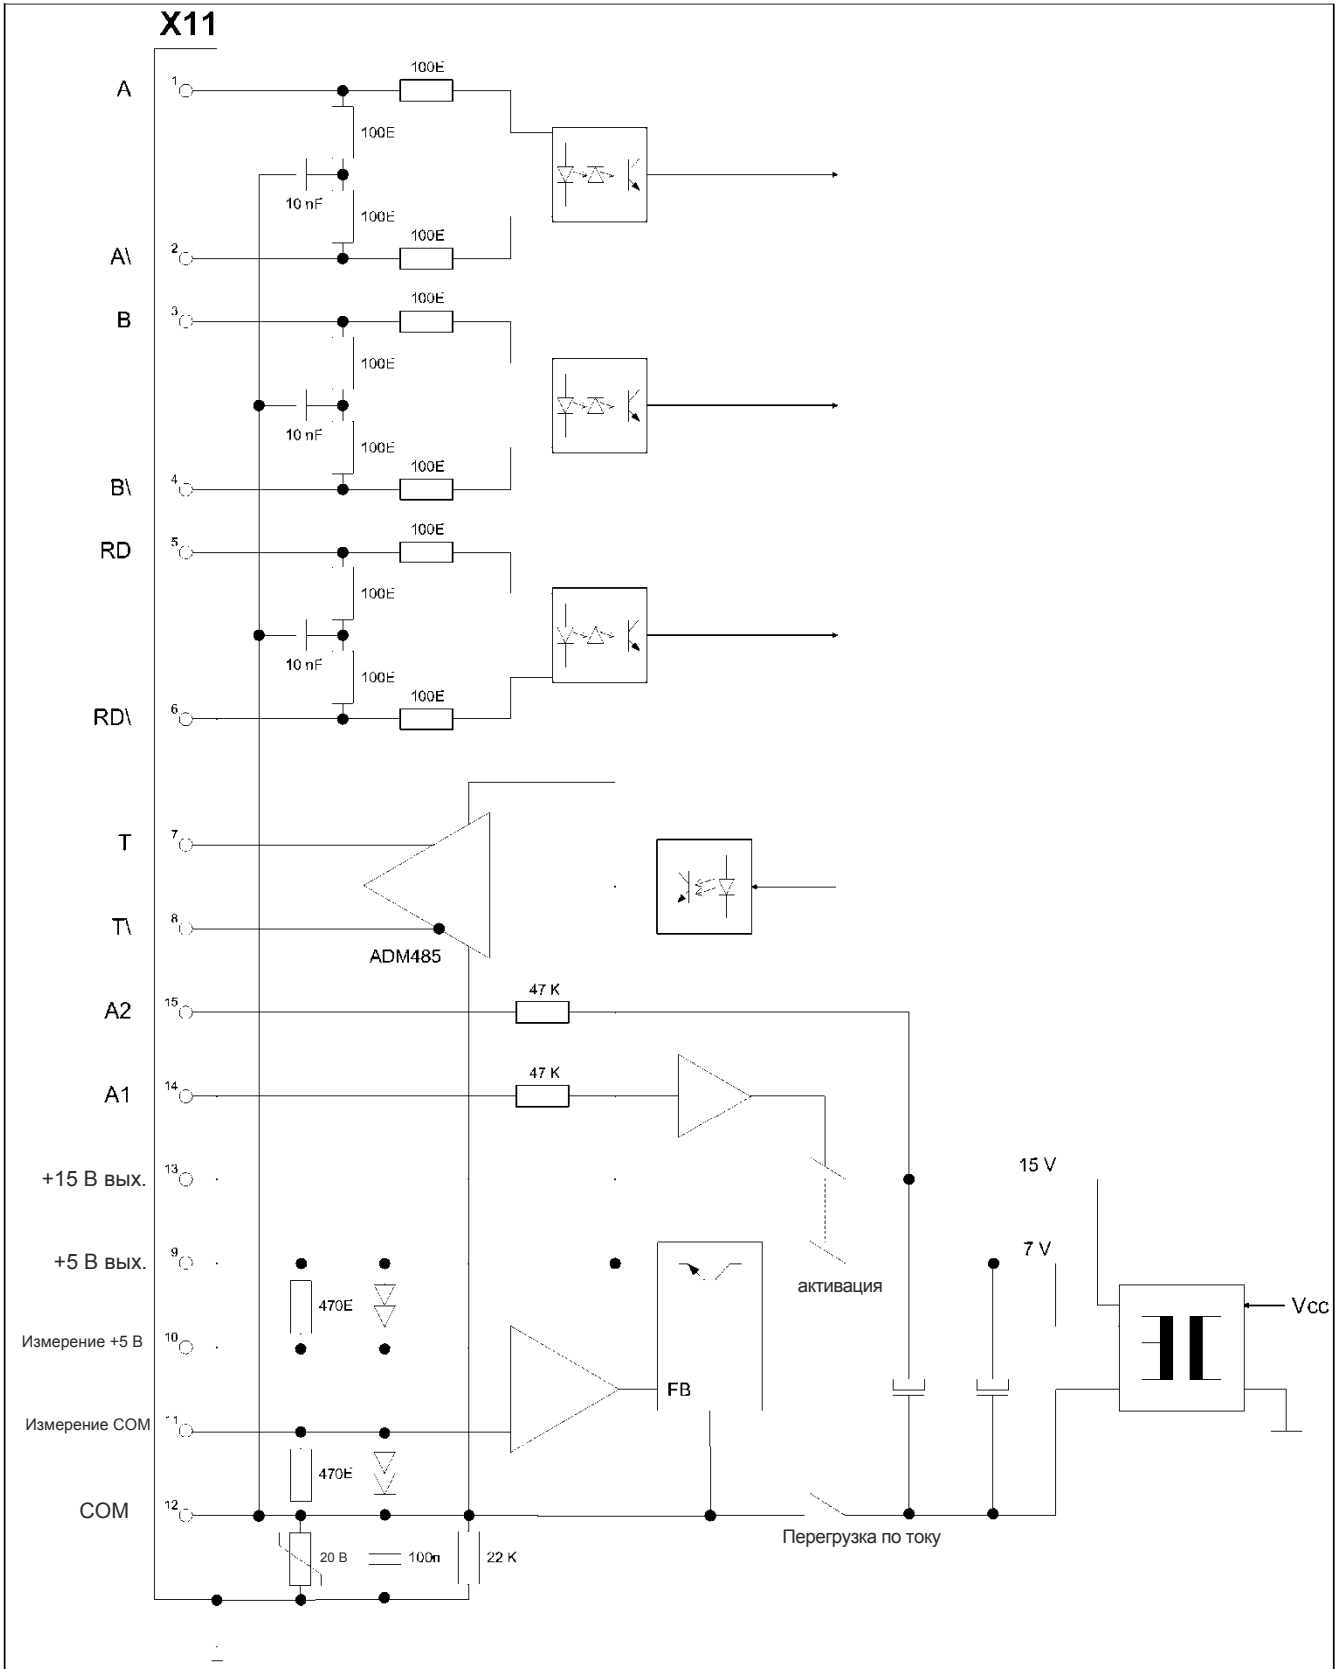 X11
A 1 100E
100E
10 nF
100E
A\ 2 100E
B 3 100E
100E
10 nF
100E
B\ 4 100E
RD 5 100E
100E
10 nF
100E
RD\ 6 100E
T 7
T\ 8
ADM485
A2 15 47 K
A1 14 47 K
+15 В вых. 13 15 V
+5 В вых. 9 7 V
активация
470E
Vcc
Измерение +5 В 10
FB
Измерение COM 11
470E
COM 12
Перегрузка по току
20 В 100п 22 K